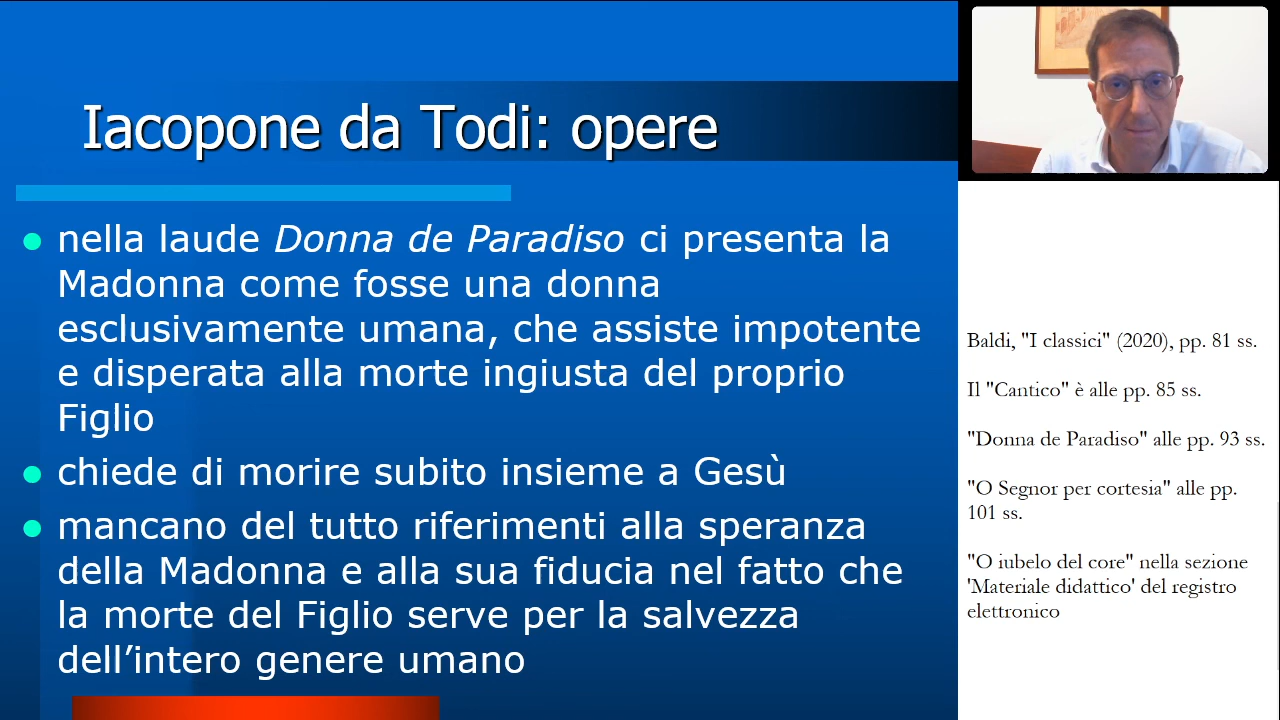 Iacopone da Todi: opere
nella laude Donna de Paradiso ci presenta la
Madonna come fosse una donna
esclusivamente umana, che assiste impotente
e disperata alla morte ingiusta del proprio
Figlio
chiede di morire subito insieme a Gesù
mancano del tutto riferimenti alla speranza
della Madonna e alla sua fiducia nel fatto che
la morte del Figlio serve per la salvezza
dell’intero genere umano
Baldi, "I classici" (2020), pp. 81 ss.
Il "Cantico" è alle pp. 85 ss.
"Donna de Paradiso" alle pp. 93 ss.
"O Segnor per cortesia" alle pp.
101 ss.
"O iubelo del core" nella sezione
'Materiale didattico' del registro
elettronico